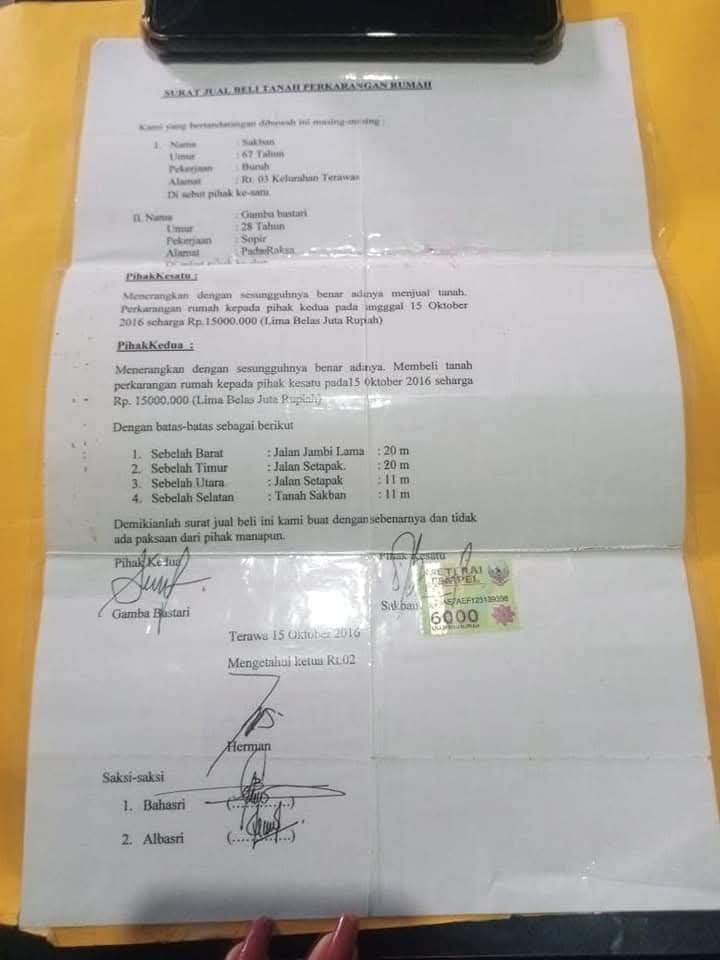 SURAT JUAL BELI TANAH PERKARANGAN RUMAH
Kami yang bertandatangan dibawah ini masing-masing :
I. Nama : Sakban
Umur : 67 Tahun
Pekerjaan : Buruh
Alamat : Rt. 03 Kelurahan Terawas
Di sebut pihak ke-satu
II. Nama : Gamba bastari
Umur : 28 Tahun
Pekerjaan : Sopir
Alamat : PadaRaksa
PihakKesatu :
Menerangkan dengan sesungguhnya benar adanya menjual tanah.
Perkarangan rumah kepada pihak kedua pada tangggal 15 Oktober
2016 seharga Rp.15000.000 (Lima Belas Juta Rupiah)
PihakKedua :
Menerangkan dengan sesungguhnya benar adanya. Membeli tanah
perkarangan rumah kepada pihak kesatu pada15 Oktober 2016 seharga
Rp. 15000.000 (Lima Belas Juta Rupiah)
Dengan batas-batas sebagai berikut
1. Sebelah Barat : Jalan Jambi Lama : 20 m
2. Sebelah Timur : Jalan Setapak. : 20 m
3. Sebelah Utara : Jalan Setapak : 11 m
4. Sebelah Selatan : Tanah Sakban : 11 m
Demikianlah surat jual beli ini kami buat dengan sebenarnya dan tidak
ada paksaan dari pihak manapun.
Pihak Kedua Pihak Kesatu
METERAI
TEMPEL
6000
Gamba Bastari Sakban
Terawa 15 Oktober 2016
Mengetahui ketua Rt.02
Herman
Saksi-saksi
1. Bahasri (............)
2. Albasri (............)